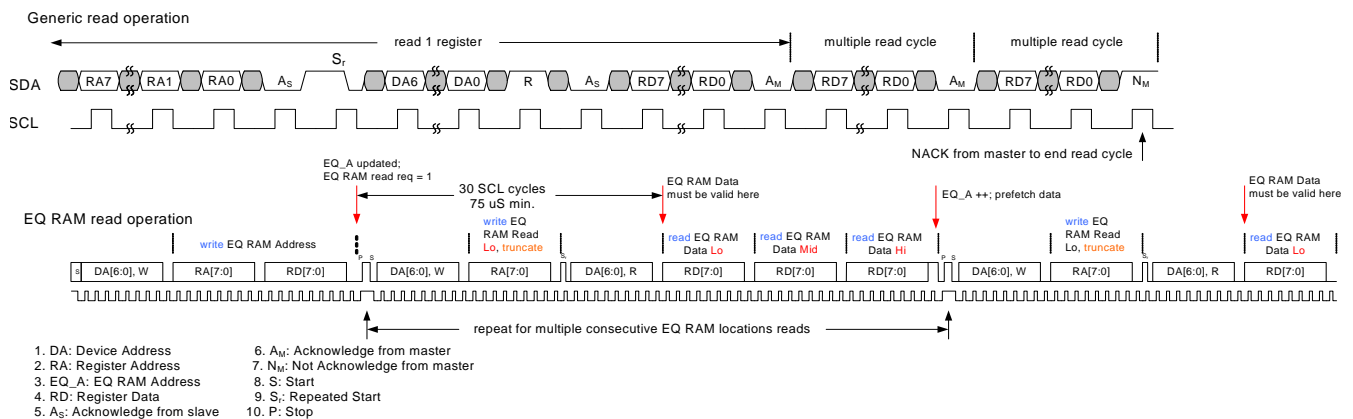 Generic read operation
read 1 register
multiple read cycle
multiple read cycle
Sr
SDA
RA7 RA1 RA0 AS DA6 DA0 R AS RD7 RD0 AM RD7 RD0 AM RD7 RD0 NM
SCL
NACK from master to end read cycle
EQ_A updated;
EQ RAM read req = 1
30 SCL cycles
75 uS min.
EQ RAM Data
must be valid here
EQ_A ++; prefetch data
EQ RAM Data
must be valid here
EQ RAM read operation
write EQ RAM Address
write EQ
RAM Read
Lo, truncate
read EQ RAM
Data Lo
read EQ RAM
Data Mid
read EQ RAM
Data Hi
write EQ
RAM Read
Lo, truncate
read EQ RAM
Data Lo
P S Sr P S Sr
S DA[6:0], W RA[7:0] RD[7:0] DA[6:0], W RA[7:0] DA[6:0], R RD[7:0] RD[7:0] RD[7:0] DA[6:0], W RA[7:0] DA[6:0], R RD[7:0]
repeat for multiple consecutive EQ RAM locations reads
1. DA: Device Address
2. RA: Register Address
3. EQ_A: EQ RAM Address
4. RD: Register Data
5. AS: Acknowledge from slave
6. AM: Acknowledge from master
7. NM: Not Acknowledge from master
8. S: Start
9. Sr: Repeated Start
10. P: Stop